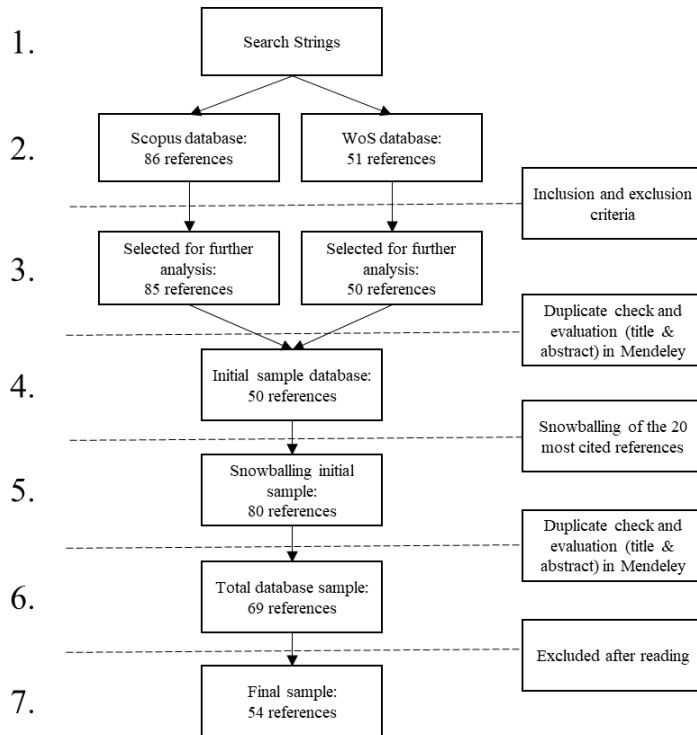 1.
Search Strings
2.
Scopus database:
86 references
WoS database:
51 references
Inclusion and exclusion
criteria
3.
Selected for further
analysis:
85 references
Selected for further
analysis:
50 references
Duplicate check and
evaluation (title &
abstract) in Mendeley
4.
Initial sample database:
50 references
Snowballing of the 20
most cited references
5.
Snowballing initial
sample:
80 references
Duplicate check and
evaluation (title &
abstract) in Mendeley
6.
Total database sample:
69 references
Excluded after reading
7.
Final sample:
54 references